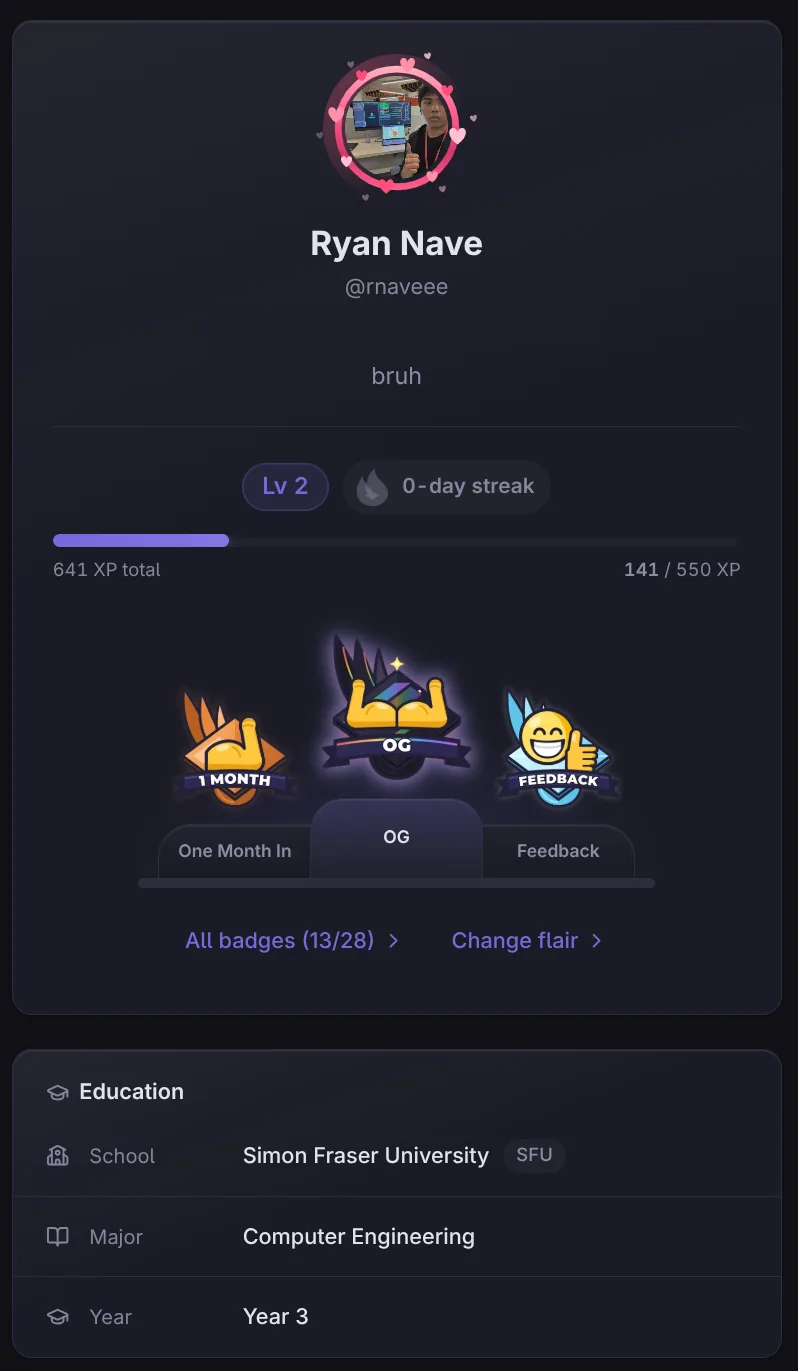 Ryan Nave
@rnaveee
bruh
Lv 2
0-day streak
641 XP total
141 / 550 XP
1 MONTH
OG
FEEDBACK
One Month In
OG
Feedback
All badges (13/28)
Change flair
Education
School Simon Fraser University SFU
Major Computer Engineering
Year Year 3